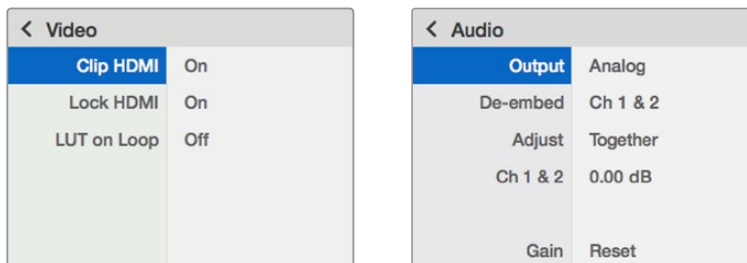 < Video
Clip HDMI On
Lock HDMI On
LUT on Loop Off
< Audio
Output Analog
De-embed Ch 1 & 2
Adjust Together
Ch 1 & 2 0.00 dB
Gain Reset